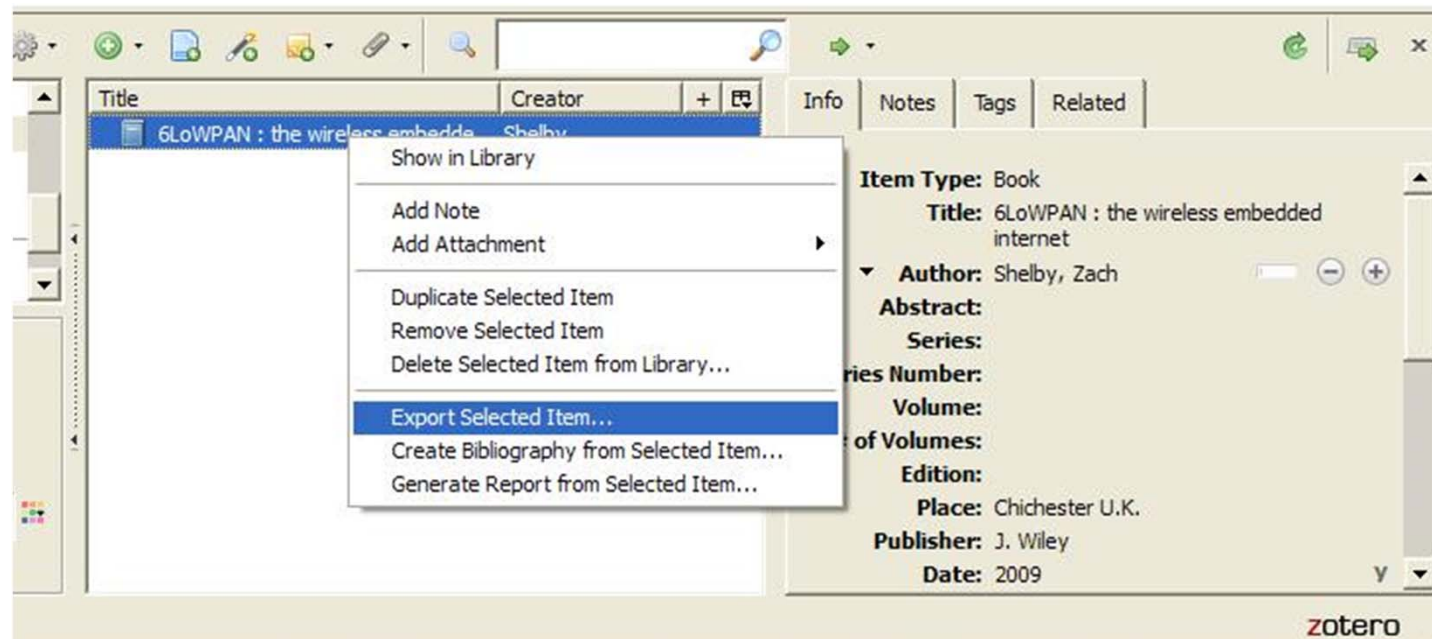 Title Creator +
6LoWPAN : the wireless embedde... Shelby
Show in Library
Add Note
Add Attachment
Duplicate Selected Item
Remove Selected Item
Delete Selected Item from Library...
Export Selected Item...
Create Bibliography from Selected Item...
Generate Report from Selected Item...
Info Notes Tags Related
Item Type: Book
Title: 6LoWPAN : the wireless embedded
internet
Author: Shelby, Zach
Abstract:
Series:
ries Number:
Volume:
of Volumes:
Edition:
Place: Chichester U.K.
Publisher: J. Wiley
Date: 2009 y
zotero